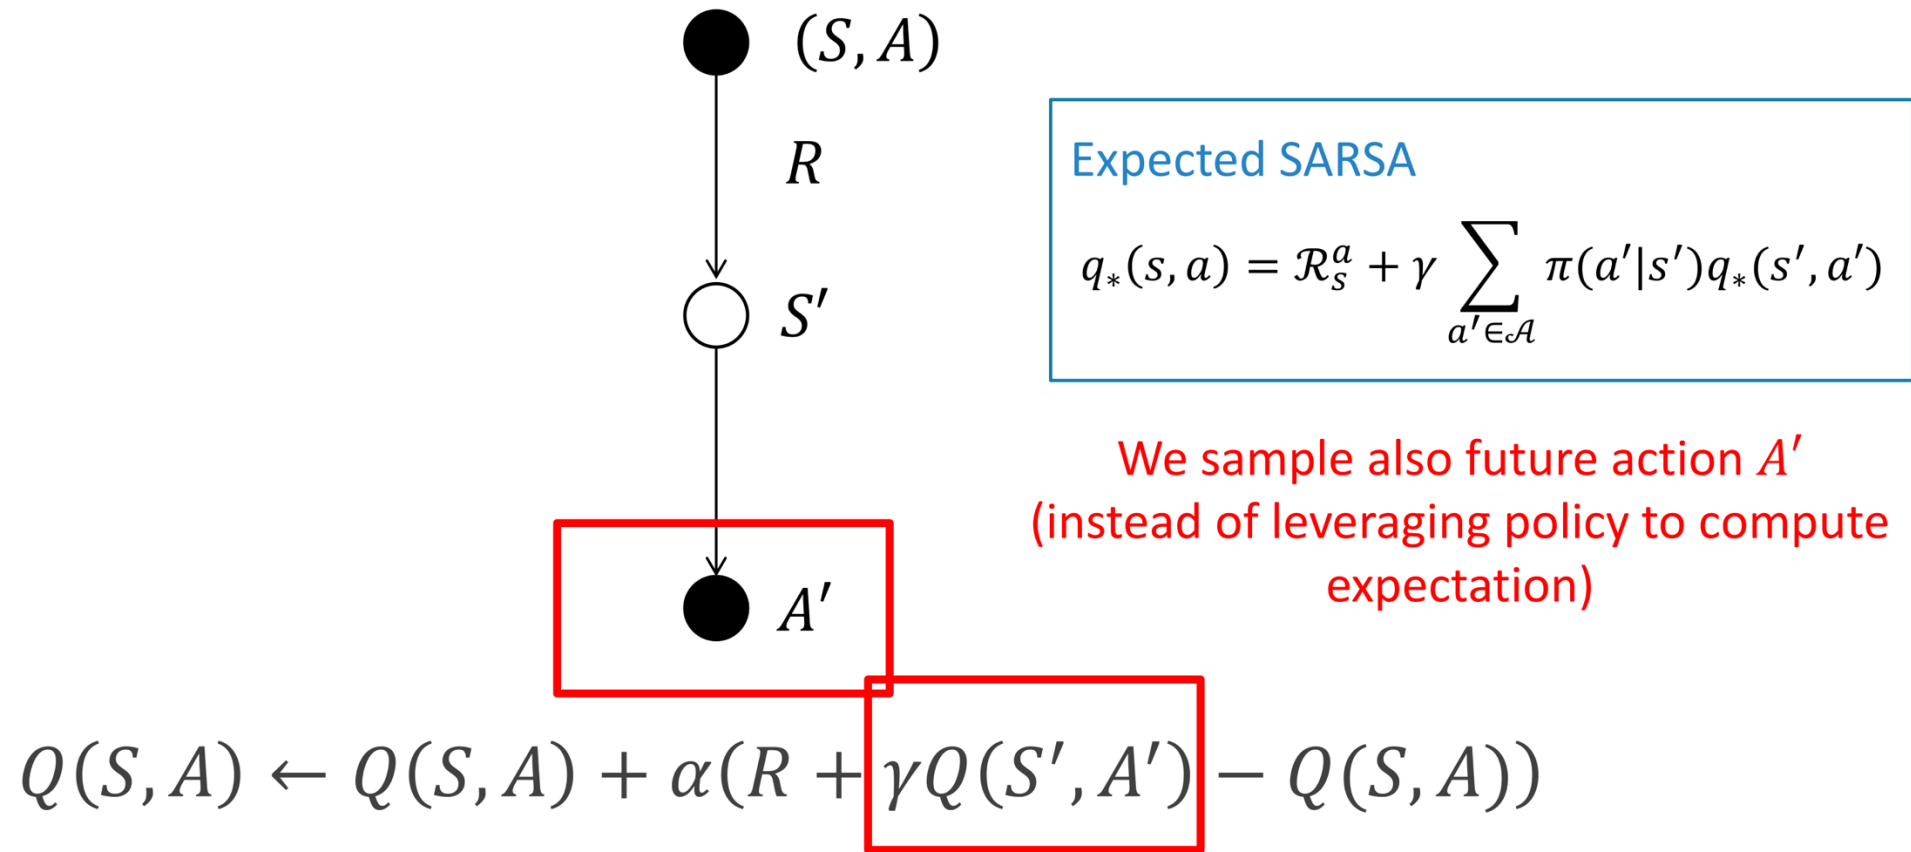 (S, A)
R
S′
A′
Expected SARSA
q∗(s, a) = ℛₛᵃ + γ ∑ π(a′|s′)q∗(s′, a′)
a′∈𝒜
We sample also future action A′
(instead of leveraging policy to compute
expectation)
Q(S, A) ← Q(S, A) + α(R + γQ(S′, A′) − Q(S, A))